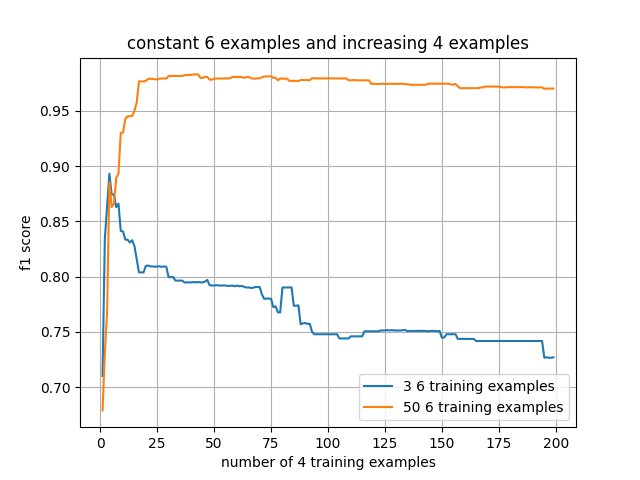 constant 6 examples and increasing 4 examples
f1 score
0.95
0.90
0.85
0.80
0.75
0.70
0 25 50 75 100 125 150 175 200
number of 4 training examples
3 6 training examples
50 6 training examples